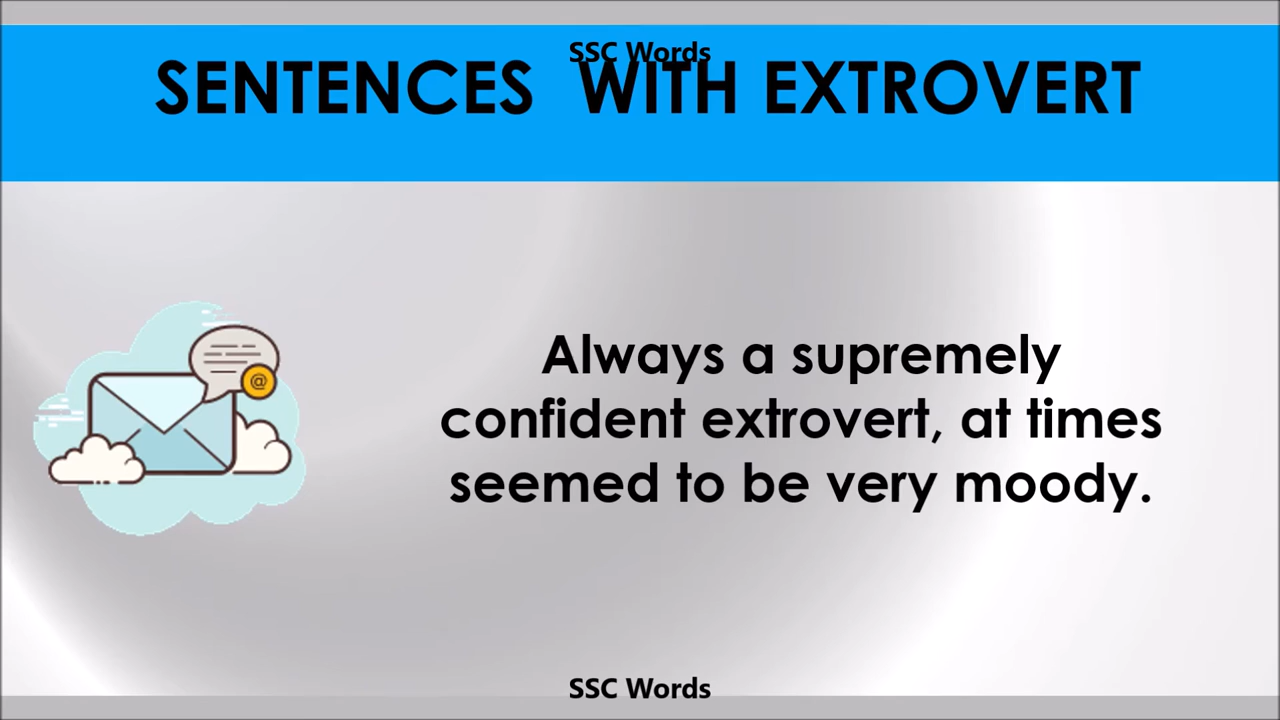 SSC Words
SENTENCES WITH EXTROVERT
@
Always a supremely
confident extrovert, at times
seemed to be very moody.
SSC Words